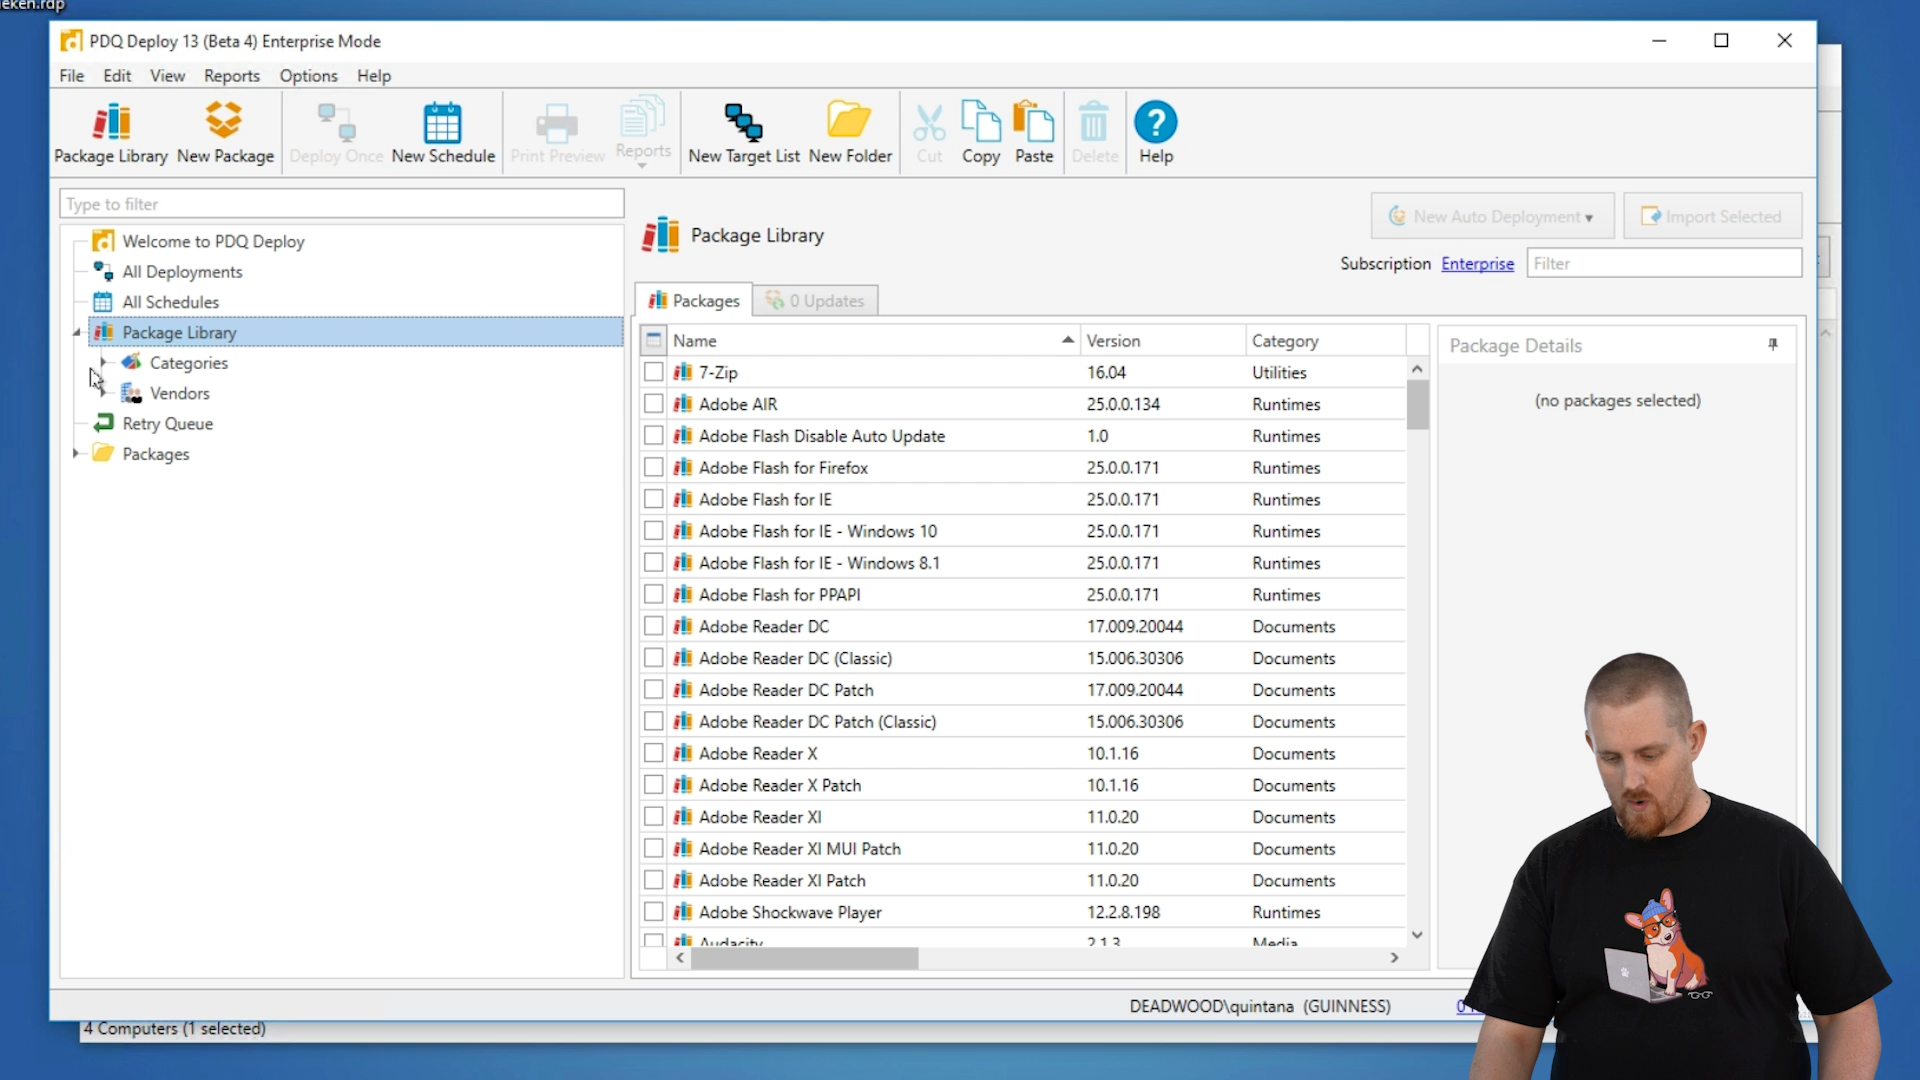 eken.rdp
PDQ Deploy 13 (Beta 4) Enterprise Mode
File Edit View Reports Options Help
Package Library New Package Deploy Once New Schedule Print Preview Reports New Target List New Folder Cut Copy Paste Delete Help
Type to filter
Welcome to PDQ Deploy
All Deployments
All Schedules
Package Library
Categories
Vendors
Retry Queue
Packages
Package Library
New Auto Deployment
Import Selected
Subscription Enterprise Filter
Packages 0 Updates
Name Version Category
7-Zip 16.04 Utilities
Adobe AIR 25.0.0.134 Runtimes
Adobe Flash Disable Auto Update 1.0 Runtimes
Adobe Flash for Firefox 25.0.0.171 Runtimes
Adobe Flash for IE 25.0.0.171 Runtimes
Adobe Flash for IE - Windows 10 25.0.0.171 Runtimes
Adobe Flash for IE - Windows 8.1 25.0.0.171 Runtimes
Adobe Flash for PPAPI 25.0.0.171 Runtimes
Adobe Reader DC 17.009.20044 Documents
Adobe Reader DC (Classic) 15.006.30306 Documents
Adobe Reader DC Patch 17.009.20044 Documents
Adobe Reader DC Patch (Classic) 15.006.30306 Documents
Adobe Reader X 10.1.16 Documents
Adobe Reader X Patch 10.1.16 Documents
Adobe Reader XI 11.0.20 Documents
Adobe Reader XI MUI Patch 11.0.20 Documents
Adobe Reader XI Patch 11.0.20 Documents
Adobe Shockwave Player 12.2.8.198 Runtimes
Audacity 2.1.3 Media
Package Details
(no packages selected)
DEADWOOD\quintana (GUINNESS)
4 Computers (1 selected)